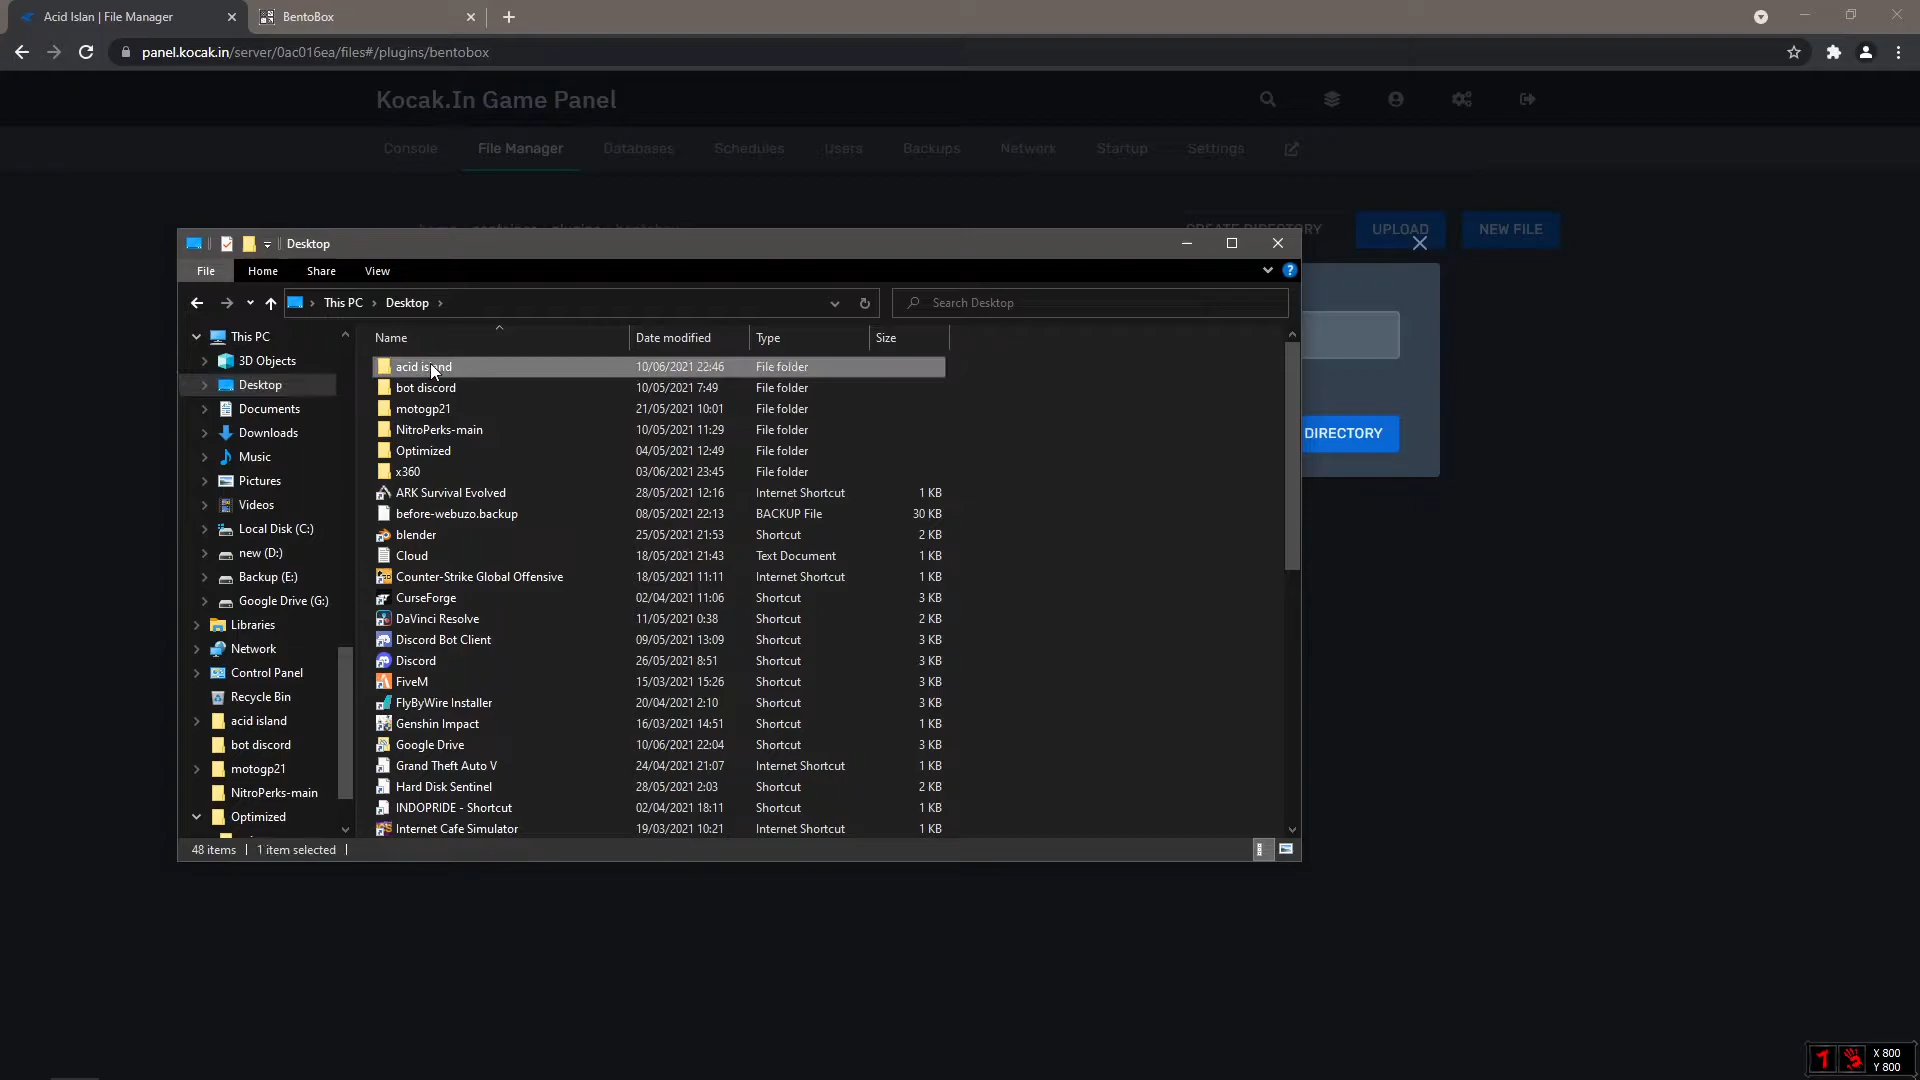 Acid Islan | File Manager
BentoBox
panel.kocak.in/server/0ac016ea/files#/plugins/bentobox
Kocak.In Game Panel
Console File Manager Databases Schedules Users Backups Network Startup Settings
CREATE DIRECTORY UPLOAD NEW FILE
Desktop
File Home Share View
This PC Desktop
Search Desktop
Name Date modified Type Size
This PC
3D Objects
Desktop
Documents
Downloads
Music
Pictures
Videos
Local Disk (C:)
new (D:)
Backup (E:)
Google Drive (G:)
Libraries
Network
Control Panel
Recycle Bin
acid island
bot discord
motogp21
NitroPerks-main
Optimized
acid island 10/06/2021 22:46 File folder
bot discord 10/05/2021 7:49 File folder
motogp21 21/05/2021 10:01 File folder
NitroPerks-main 10/05/2021 11:29 File folder
Optimized 04/05/2021 12:49 File folder
x360 03/06/2021 23:45 File folder
ARK Survival Evolved 28/05/2021 12:16 Internet Shortcut 1 KB
before-webuzo.backup 08/05/2021 22:13 BACKUP File 30 KB
blender 25/05/2021 21:53 Shortcut 2 KB
Cloud 18/05/2021 21:43 Text Document 1 KB
Counter-Strike Global Offensive 18/05/2021 11:11 Internet Shortcut 1 KB
CurseForge 02/04/2021 11:06 Shortcut 3 KB
DaVinci Resolve 11/05/2021 0:38 Shortcut 2 KB
Discord Bot Client 09/05/2021 13:09 Shortcut 3 KB
Discord 26/05/2021 8:51 Shortcut 3 KB
FiveM 15/03/2021 15:26 Shortcut 3 KB
FlyByWire Installer 20/04/2021 2:10 Shortcut 3 KB
Genshin Impact 16/03/2021 14:51 Shortcut 1 KB
Google Drive 10/06/2021 22:04 Shortcut 3 KB
Grand Theft Auto V 24/04/2021 21:07 Internet Shortcut 1 KB
Hard Disk Sentinel 28/05/2021 2:03 Shortcut 2 KB
INDOPRIDE - Shortcut 02/04/2021 18:11 Shortcut 1 KB
Internet Cafe Simulator 19/03/2021 10:21 Internet Shortcut 1 KB
48 items 1 item selected
DIRECTORY
X 800
Y 800